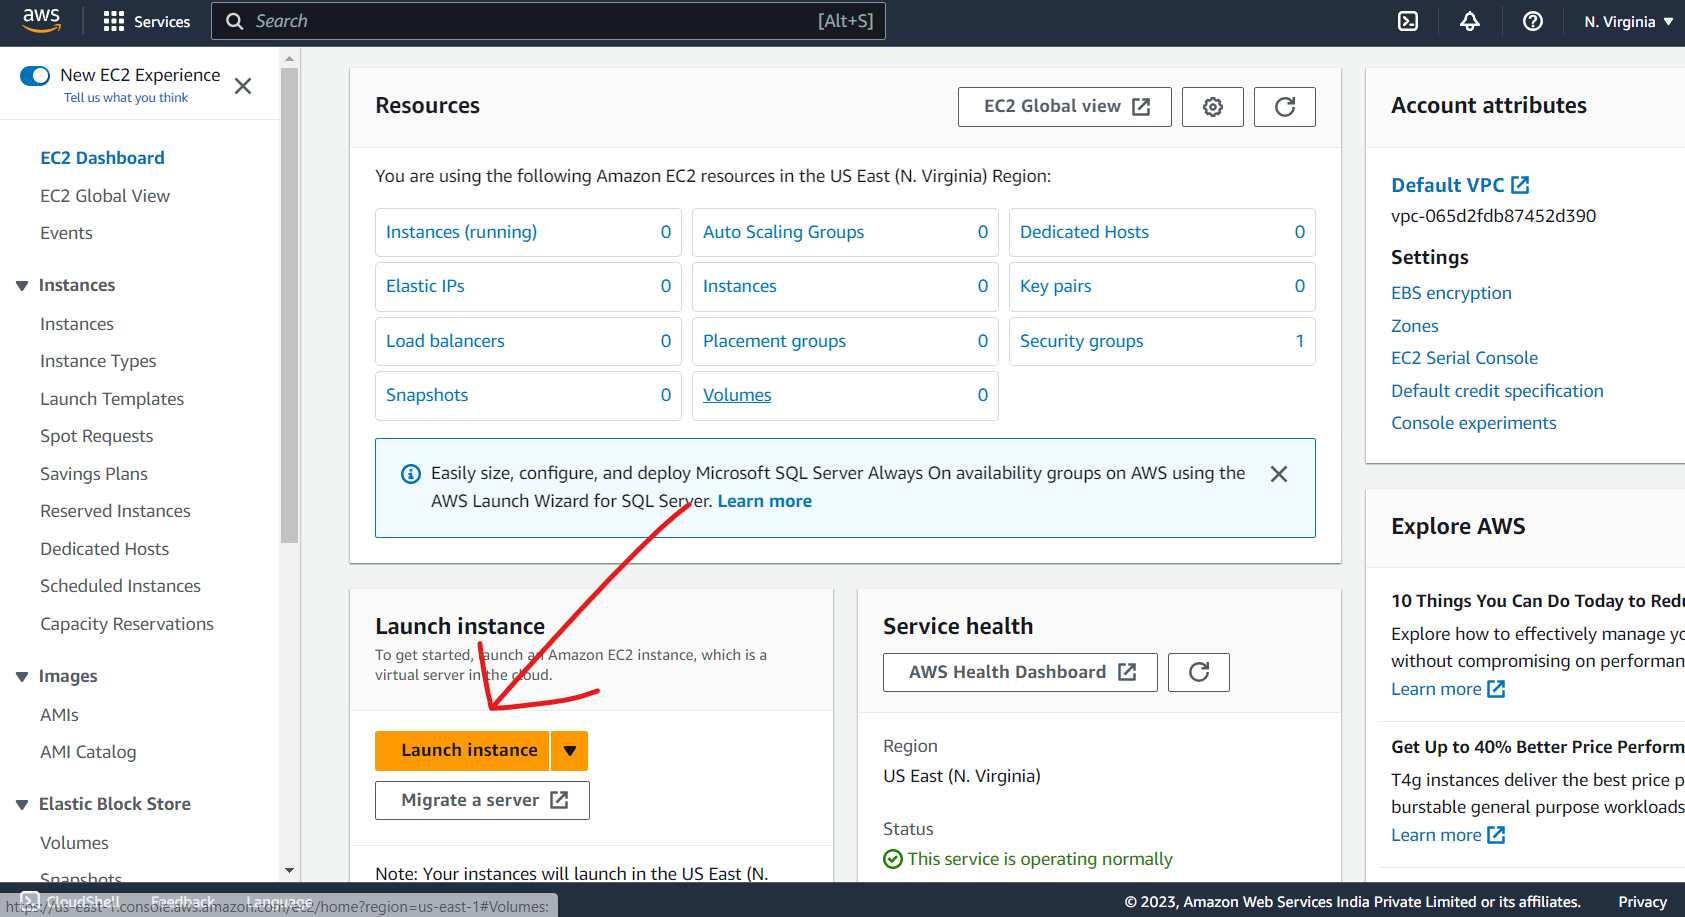 aws
Services
Search
[Alt+S]
N. Virginia
New EC2 Experience
Tell us what you think
EC2 Dashboard
EC2 Global View
Events
Instances
Instances
Instance Types
Launch Templates
Spot Requests
Savings Plans
Reserved Instances
Dedicated Hosts
Scheduled Instances
Capacity Reservations
Images
AMIs
AMI Catalog
Elastic Block Store
Volumes
Snapshots
Resources
EC2 Global view
You are using the following Amazon EC2 resources in the US East (N. Virginia) Region:
Instances (running) 0
Auto Scaling Groups 0
Dedicated Hosts 0
Elastic IPs 0
Instances 0
Key pairs 0
Load balancers 0
Placement groups 0
Security groups 1
Snapshots 0
Volumes 0
Easily size, configure, and deploy Microsoft SQL Server Always On availability groups on AWS using the
AWS Launch Wizard for SQL Server. Learn more
Launch instance
To get started, launch an Amazon EC2 instance, which is a
virtual server in the cloud.
Launch instance
Migrate a server
Note: Your instances will launch in the US East (N.
Service health
AWS Health Dashboard
Region
US East (N. Virginia)
Status
This service is operating normally
Account attributes
Default VPC
vpc-065d2fdb87452d390
Settings
EBS encryption
Zones
EC2 Serial Console
Default credit specification
Console experiments
Explore AWS
10 Things You Can Do Today to Redu
Explore how to effectively manage yo
without compromising on performan
Learn more
Get Up to 40% Better Price Perform
T4g instances deliver the best price p
burstable general purpose workloads
Learn more
CloudShell Feedback Language
https://us-east-1.console.aws.amazon.com/ec2/home?region=us-east-1#Volumes:
© 2023, Amazon Web Services India Private Limited or its affiliates.
Privacy